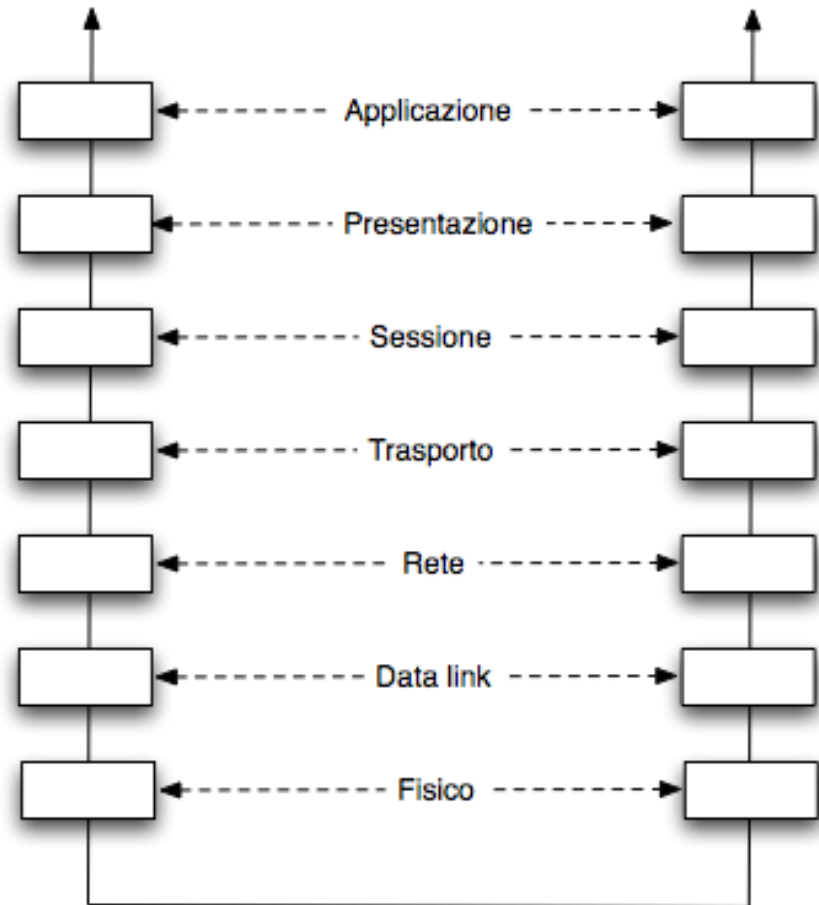 Applicazione
Presentazione
Sessione
Trasporto
Rete
Data link
Fisico